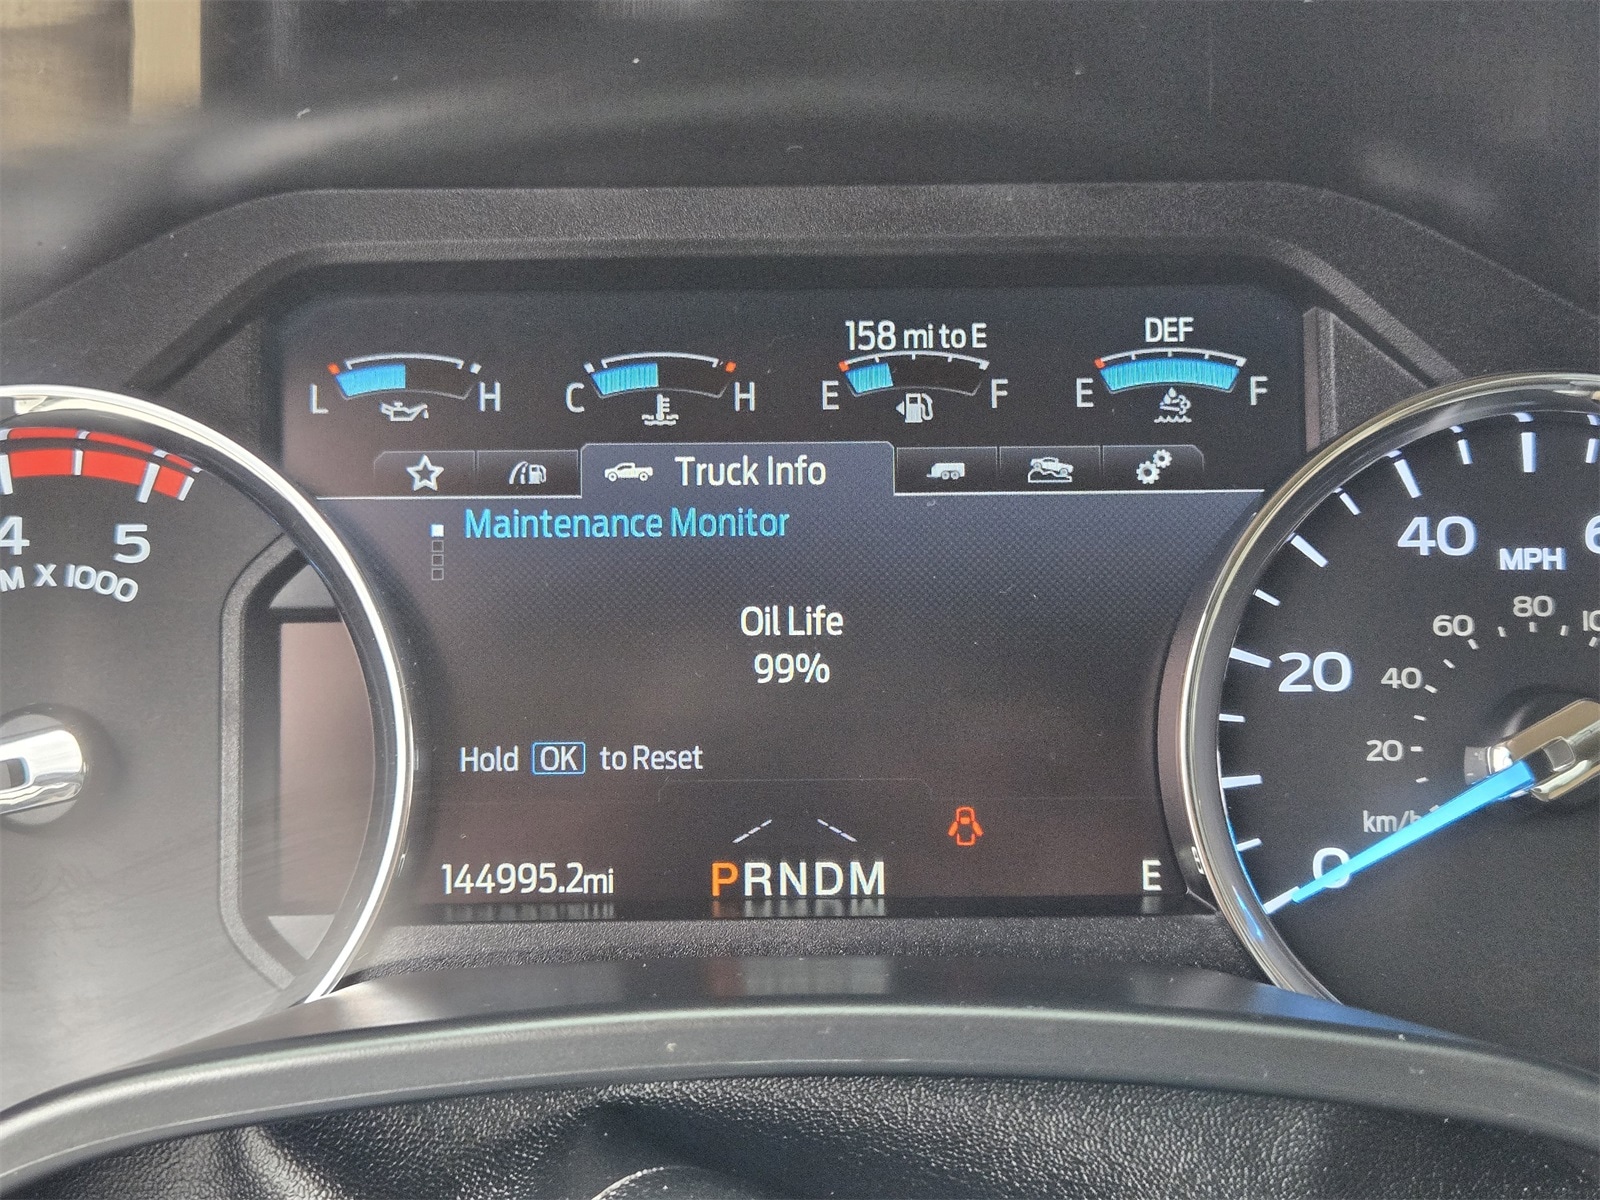 158 mi to E
DEF
L H
C H
E F
E F
Truck Info
Maintenance Monitor
Oil Life
99%
Hold OK to Reset
144995.2mi
PRNDM
E
4
5
X 1000
40
MPH
20
0
80
60
40
20
km/h